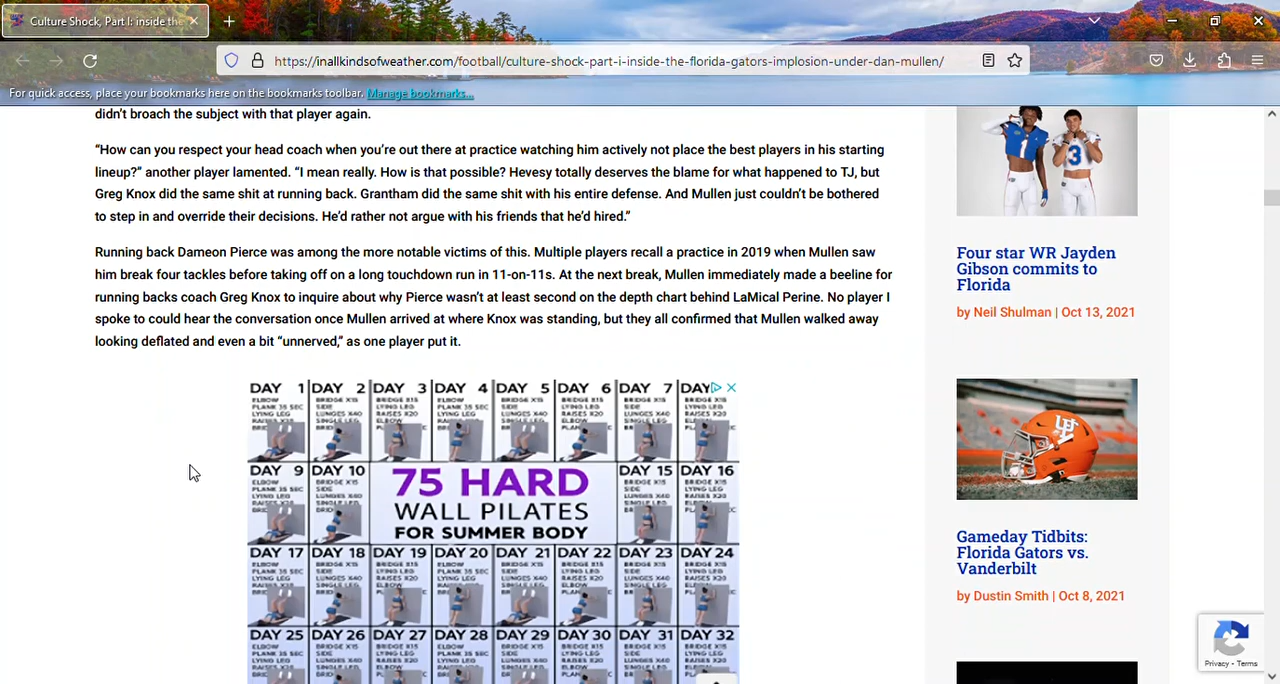 Culture Shock, Part I: inside the
https://inallkindsofweather.com/football/culture-shock-part-i-inside-the-florida-gators-implosion-under-dan-mullen/
For quick access, place your bookmarks here on the bookmarks toolbar. Manage bookmarks...
didn’t broach the subject with that player again.
“How can you respect your head coach when you’re out there at practice watching him actively not place the best players in his starting
lineup?” another player lamented. “I mean really. How is that possible? Hevesy totally deserves the blame for what happened to TJ, but
Greg Knox did the same shit at running back. Grantham did the same shit with his entire defense. And Mullen just couldn’t be bothered
to step in and override their decisions. He’d rather not argue with his friends that he’d hired.”
Running back Dameon Pierce was among the more notable victims of this. Multiple players recall a practice in 2019 when Mullen saw
him break four tackles before taking off on a long touchdown run in 11-on-11s. At the next break, Mullen immediately made a beeline for
running backs coach Greg Knox to inquire about why Pierce wasn’t at least second on the depth chart behind LaMical Perine. No player I
spoke to could hear the conversation once Mullen arrived at where Knox was standing, but they all confirmed that Mullen walked away
looking deflated and even a bit “unnerved,” as one player put it.
DAY 1 DAY 2 DAY 3 DAY 4 DAY 5 DAY 6 DAY 7 DAY
DAY 9 DAY 10 DAY 15 DAY 16
75 HARD
WALL PILATES
FOR SUMMER BODY
DAY 17 DAY 18 DAY 19 DAY 20 DAY 21 DAY 22 DAY 23 DAY 24
DAY 25 DAY 26 DAY 27 DAY 28 DAY 29 DAY 30 DAY 31 DAY 32
Four star WR Jayden
Gibson commits to
Florida
by Neil Shulman | Oct 13, 2021
Gameday Tidbits:
Florida Gators vs.
Vanderbilt
by Dustin Smith | Oct 8, 2021
Privacy - Terms